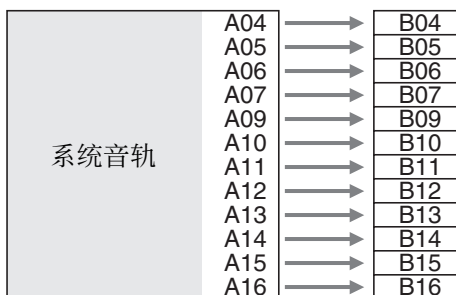 A04 B04
A05 B05
A06 B06
A07 B07
A09 B09
A10 B10
系统音轨
A11 B11
A12 B12
A13 B13
A14 B14
A15 B15
A16 B16